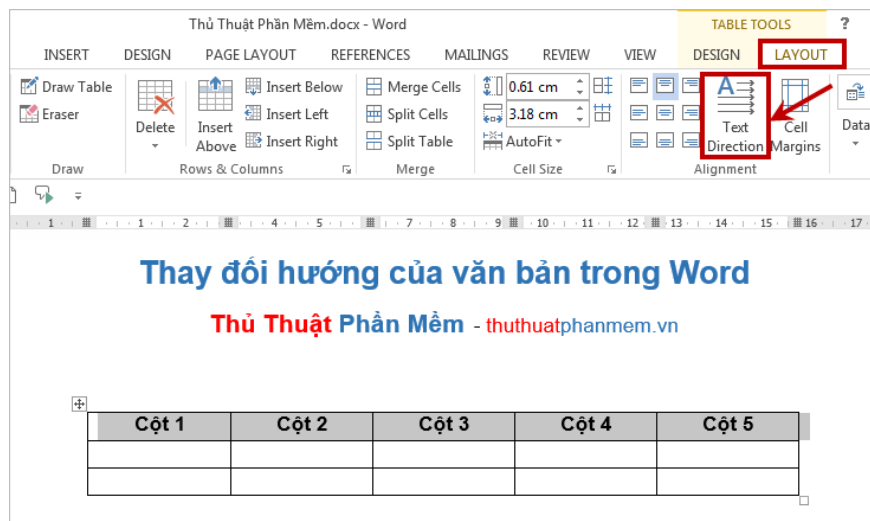 Thủ Thuật Phần Mềm.docx - Word
TABLE TOOLS
?
INSERT DESIGN PAGE LAYOUT REFERENCES MAILINGS REVIEW VIEW DESIGN LAYOUT
Draw Table Insert Below Merge Cells 0.61 cm A
Eraser Insert Left Split Cells 3.18 cm
Delete Insert Above Insert Right Split Table AutoFit Text Direction Cell Margins Data
Draw Rows & Columns Merge Cell Size Alignment
1 1 2 4 5 7 8 9 10 11 12 13 14 15 16 17
Thay đổi hướng của văn bản trong Word
Thủ Thuật Phần Mềm - thuthuatphanmem.vn
Cột 1 Cột 2 Cột 3 Cột 4 Cột 5